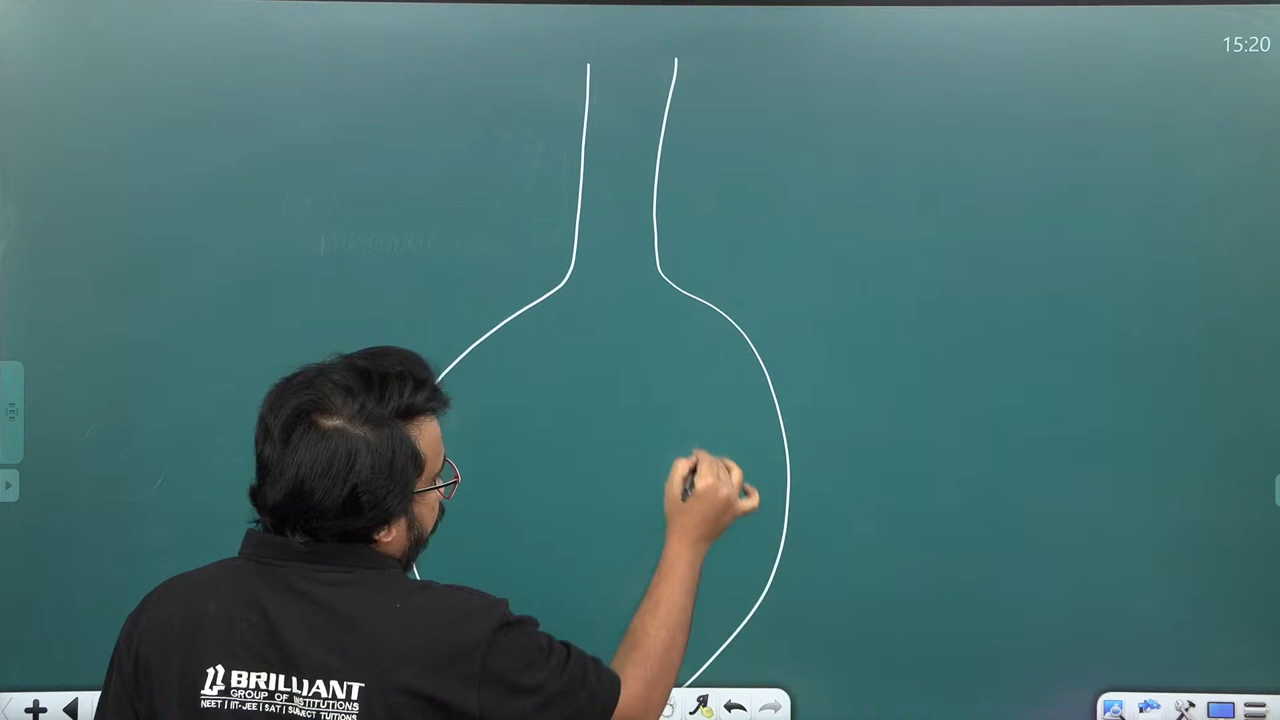 15:20
BRILLIANT
GROUP OF INSTITUTIONS
NEET | IIT-JEE | SAT | SUBJECT TUITIONS